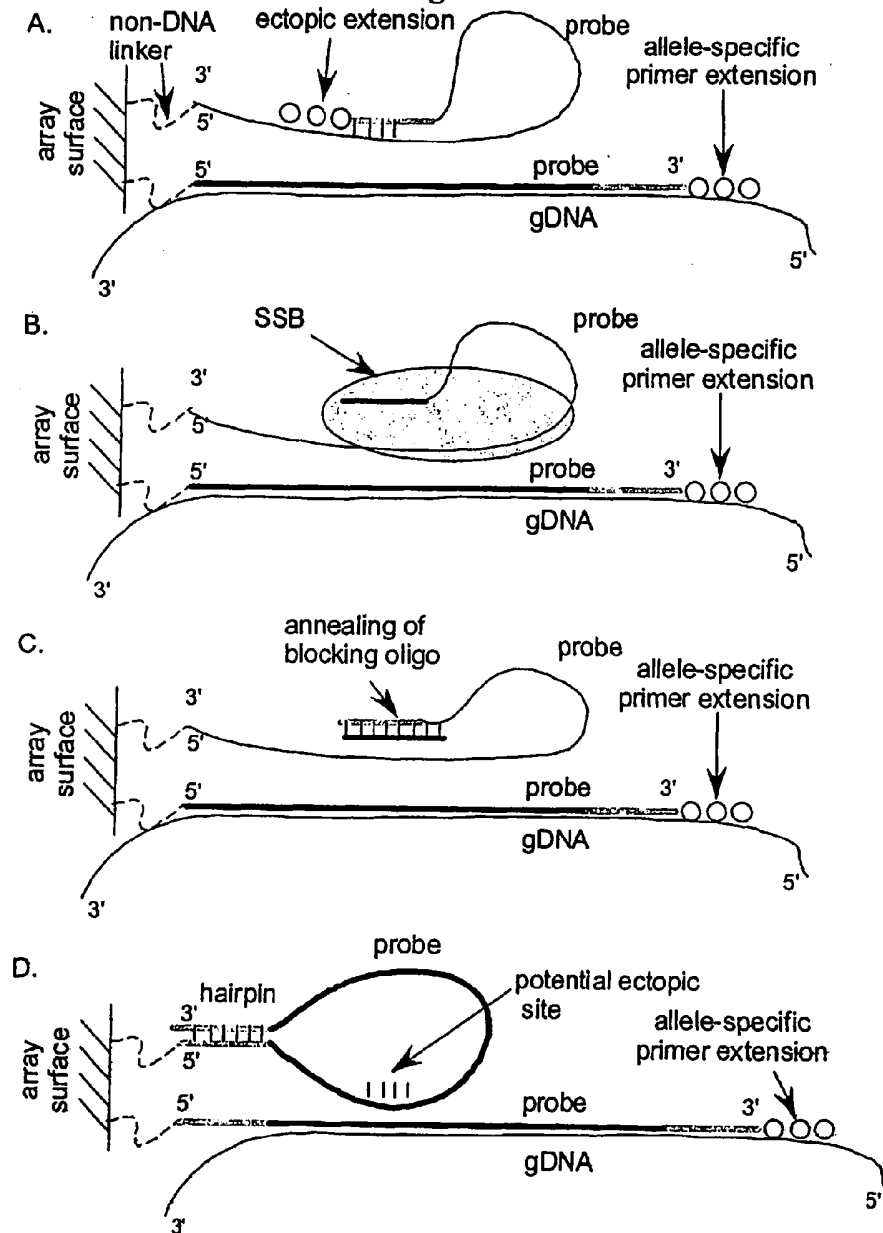 A.
non-DNA
linker
ectopic extension
probe
allele-specific
primer extension
3'
5'
array
surface
5'
probe
3'
gDNA
3'
5'
B.
SSB
probe
allele-specific
primer extension
3'
5'
array
surface
5'
probe
3'
gDNA
3'
5'
C.
annealing of
blocking oligo
probe
allele-specific
primer extension
3'
5'
array
surface
5'
probe
3'
gDNA
3'
5'
D.
probe
hairpin
potential ectopic
site
allele-specific
primer extension
3'
5'
array
surface
5'
probe
3'
gDNA
3'
5'